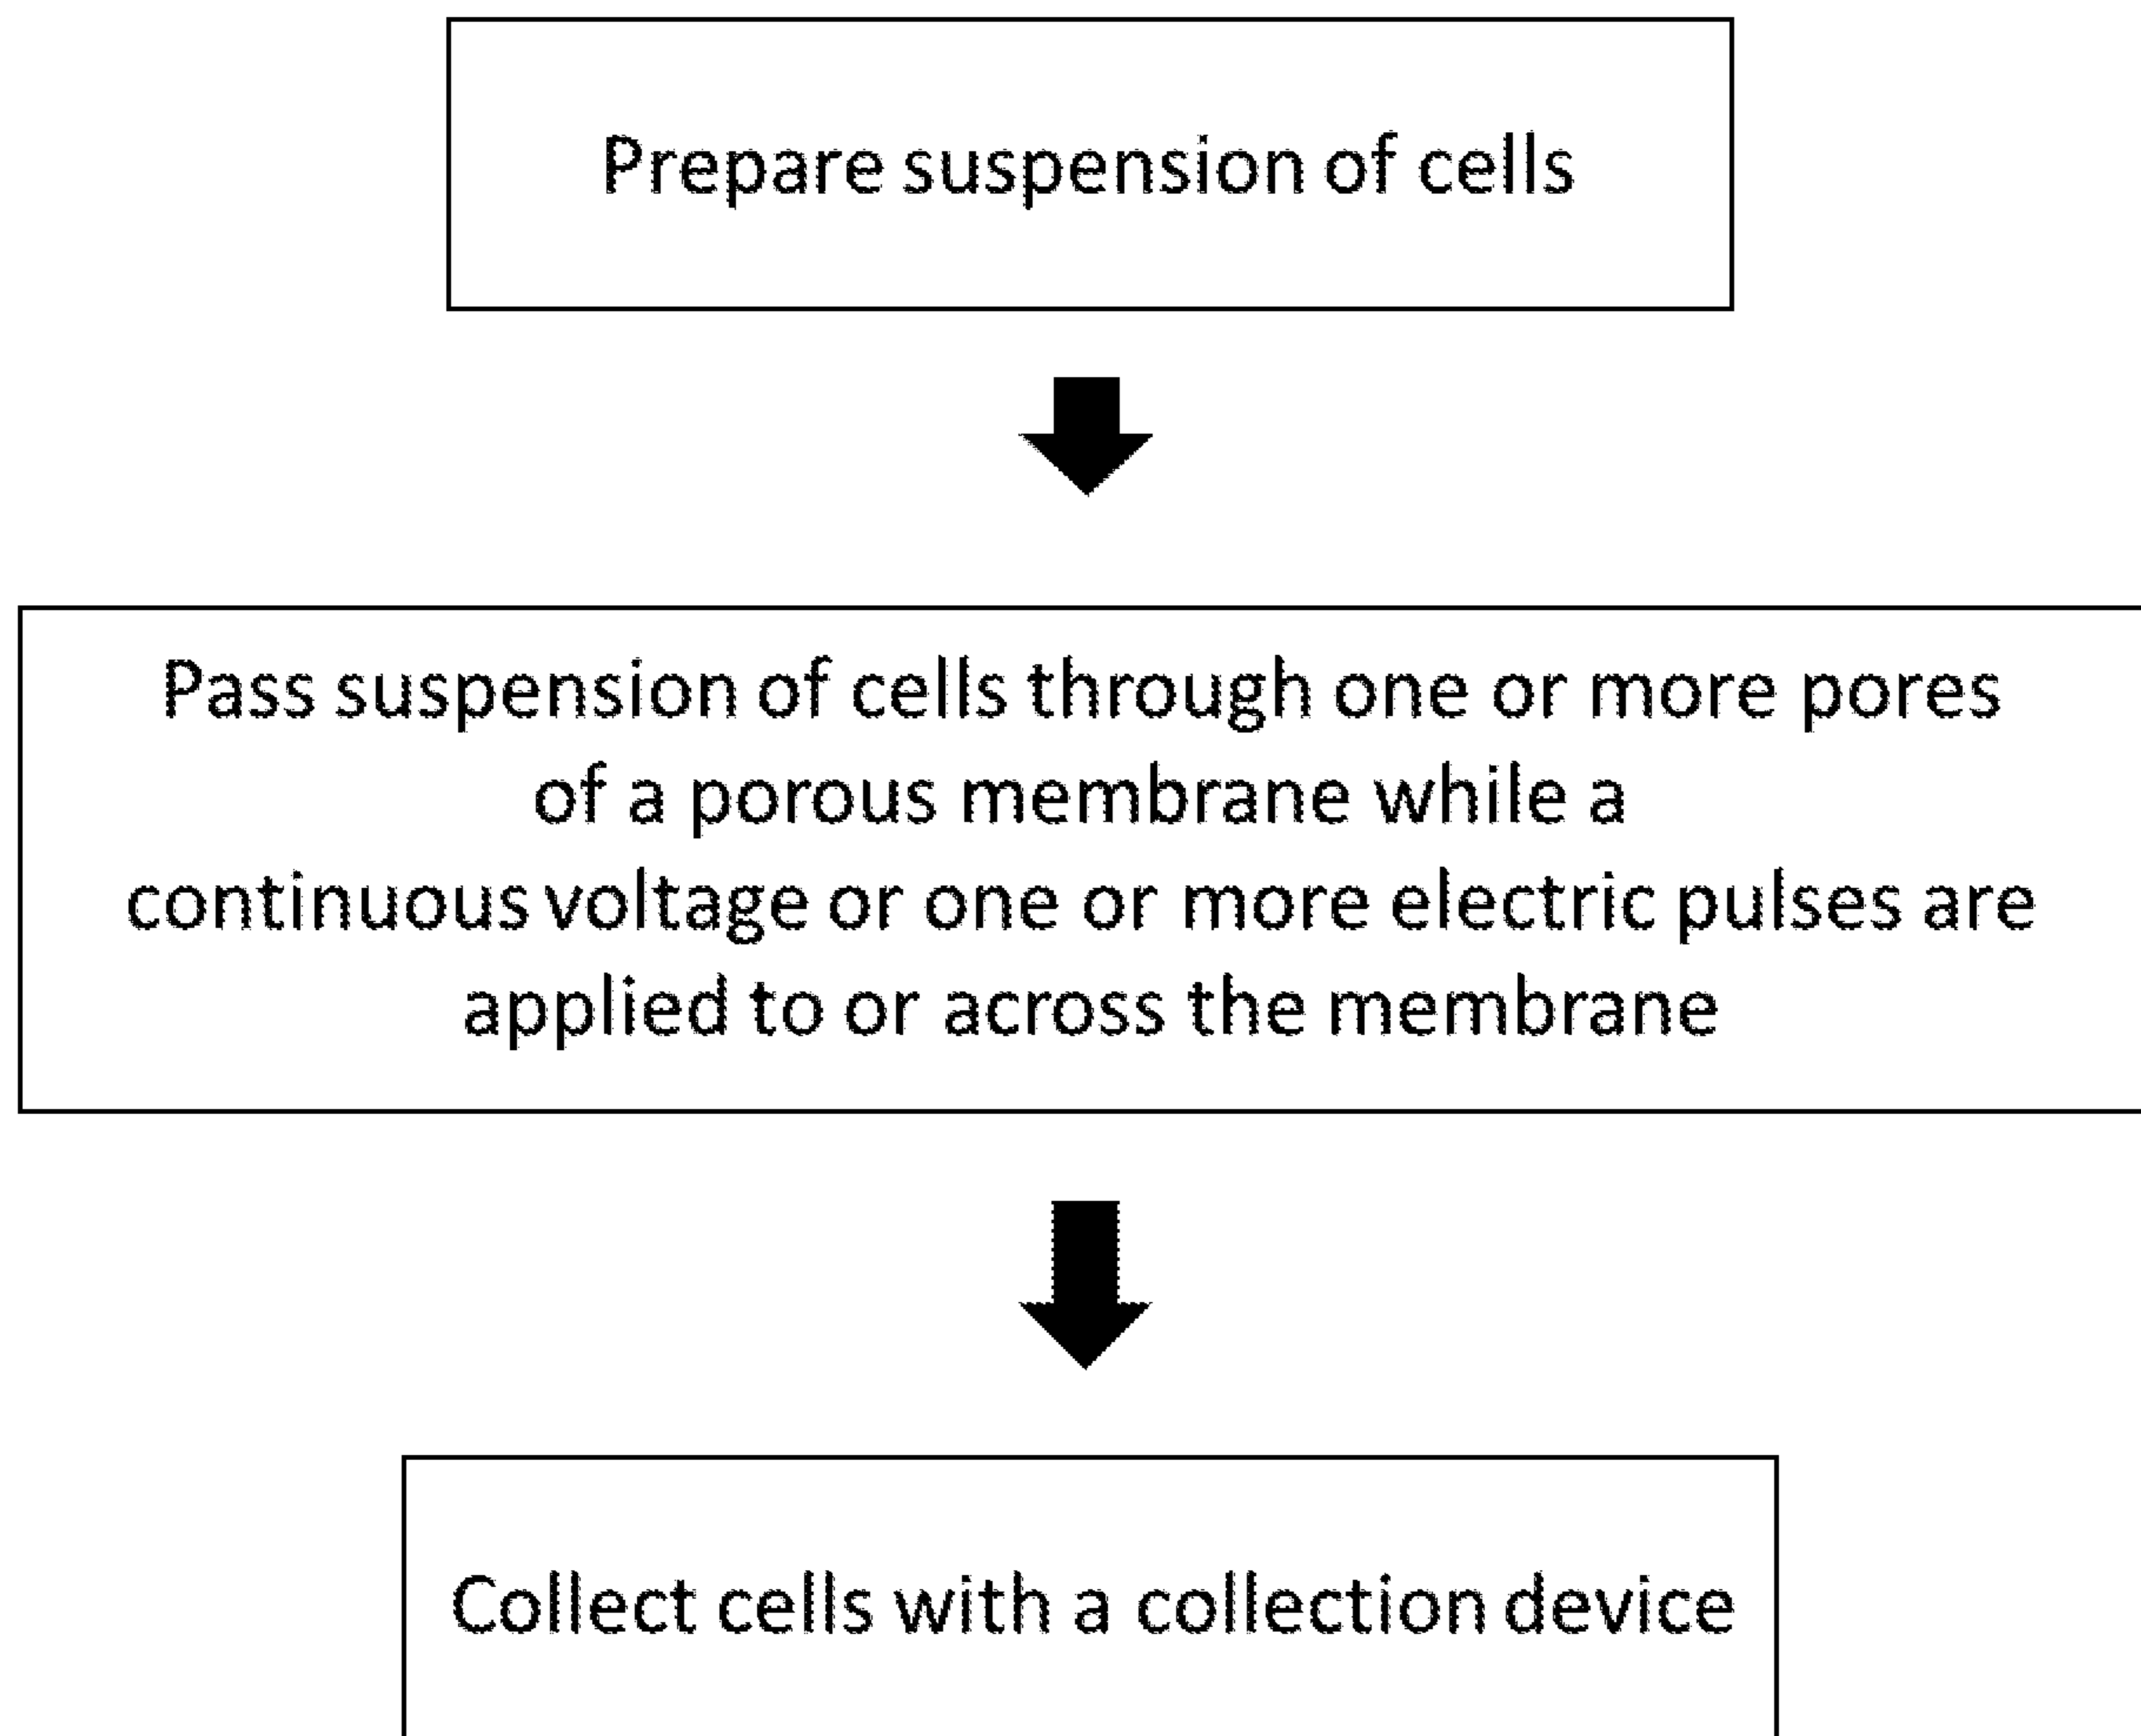 Prepare suspension of cells
Pass suspension of cells through one or more pores
of a porous membrane while a
continuous voltage or one or more electric pulses are
applied to or across the membrane
Collect cells with a collection device